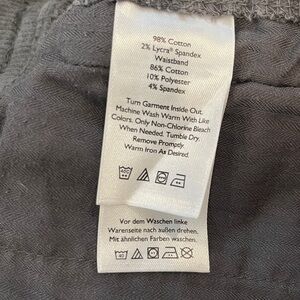 98% Cotton
2% Lycra® Spandex
Waistband
86% Cotton
10% Polyester
4% Spandex
Turn Garment Inside Out.
Machine Wash Warm With Like
Colors. Only Non-Chlorine Bleach
When Needed. Tumble Dry.
Remove Promptly.
Warm Iron As Desired.
40
Vor dem Waschen linke
Warenseite nach außen drehen.
Mit ähnlichen Farben waschen.
40